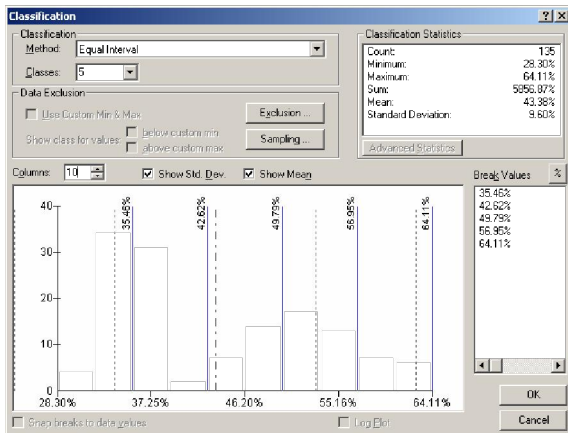 Classification
Classification
Method: Equal Interval
Classes: 5
Data Exclusion
Use Custom Min & Max
Exclusion ...
Show class for values:
below custom min
above custom max
Sampling ...
Classification Statistics
Count: 135
Minimum: 28.30%
Maximum: 64.11%
Sum: 5856.87%
Mean: 43.38%
Standard Deviation: 9.60%
Advanced Statistics
Columns: 10
Show Std. Dev.
Show Mean
Break Values
%
35.46%
42.62%
49.79%
56.95%
64.11%
35.46%
42.62%
49.79%
56.95%
64.11%
40
30
20
10
0
28.30%
37.25%
46.20%
55.16%
64.11%
Snap breaks to data values
Log Plot
OK
Cancel